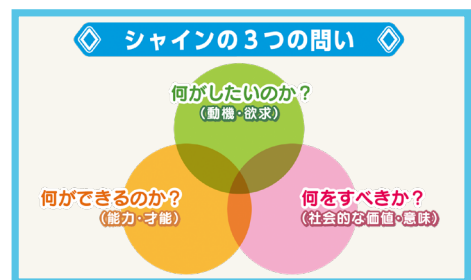 シャインの3つの問い
何がしたいのか?
(動機・欲求)
何ができるのか?
(能力・才能)
何をすべきか?
(社会的な価値・意味)